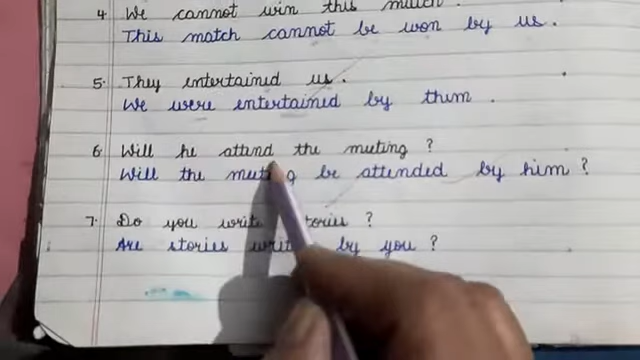 4 We cannot win this match.
This match cannot be won by us.
5. They entertained us.
We were entertained by them.
6 Will he attend the meeting ?
Will the meeting be attended by him ?
7. Do you write stories ?
Are stories by you ?